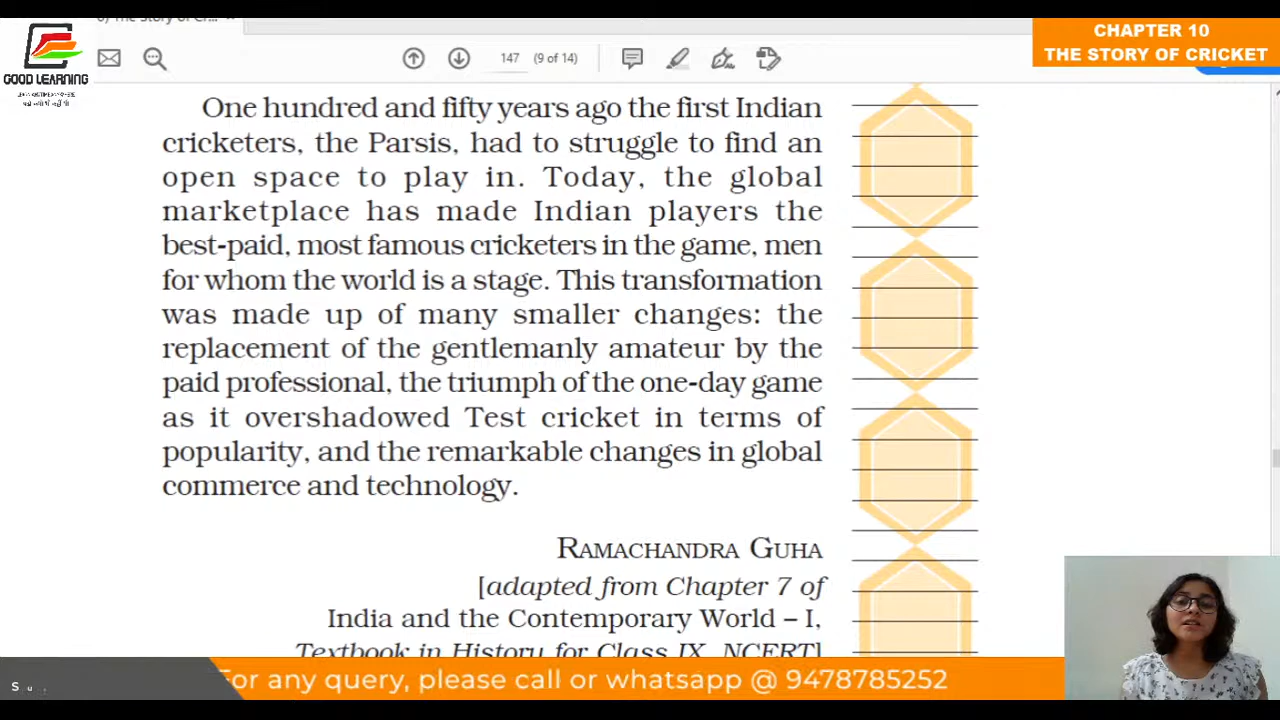 6) The Story of Cr...
CHAPTER 10
THE STORY OF CRICKET
GOOD LEARNING
147 (9 of 14)
One hundred and fifty years ago the first Indian
cricketers, the Parsis, had to struggle to find an
open space to play in. Today, the global
marketplace has made Indian players the
best-paid, most famous cricketers in the game, men
for whom the world is a stage. This transformation
was made up of many smaller changes: the
replacement of the gentlemanly amateur by the
paid professional, the triumph of the one-day game
as it overshadowed Test cricket in terms of
popularity, and the remarkable changes in global
commerce and technology.
RAMACHANDRA GUHA
[adapted from Chapter 7 of
India and the Contemporary World – I,
Textbook in History for Class IX, NCERT]
For any query, please call or whatsapp @ 9478785252
S u